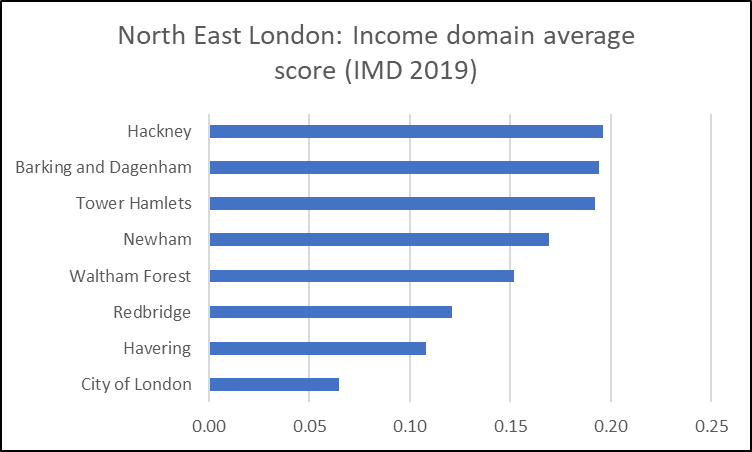 North East London: Income domain average
score (IMD 2019)
Hackney
Barking and Dagenham
Tower Hamlets
Newham
Waltham Forest
Redbridge
Havering
City of London
0.00 0.05 0.10 0.15 0.20 0.25